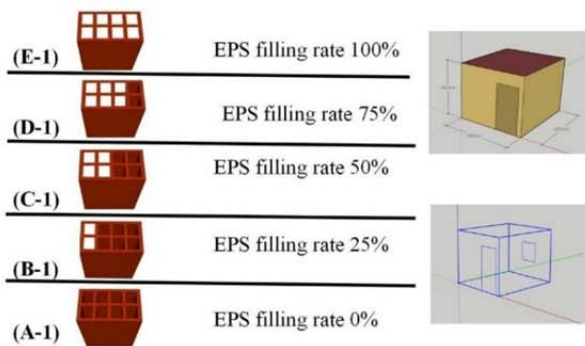 (E-1) EPS filling rate 100%
(D-1) EPS filling rate 75%
(C-1) EPS filling rate 50%
(B-1) EPS filling rate 25%
(A-1) EPS filling rate 0%